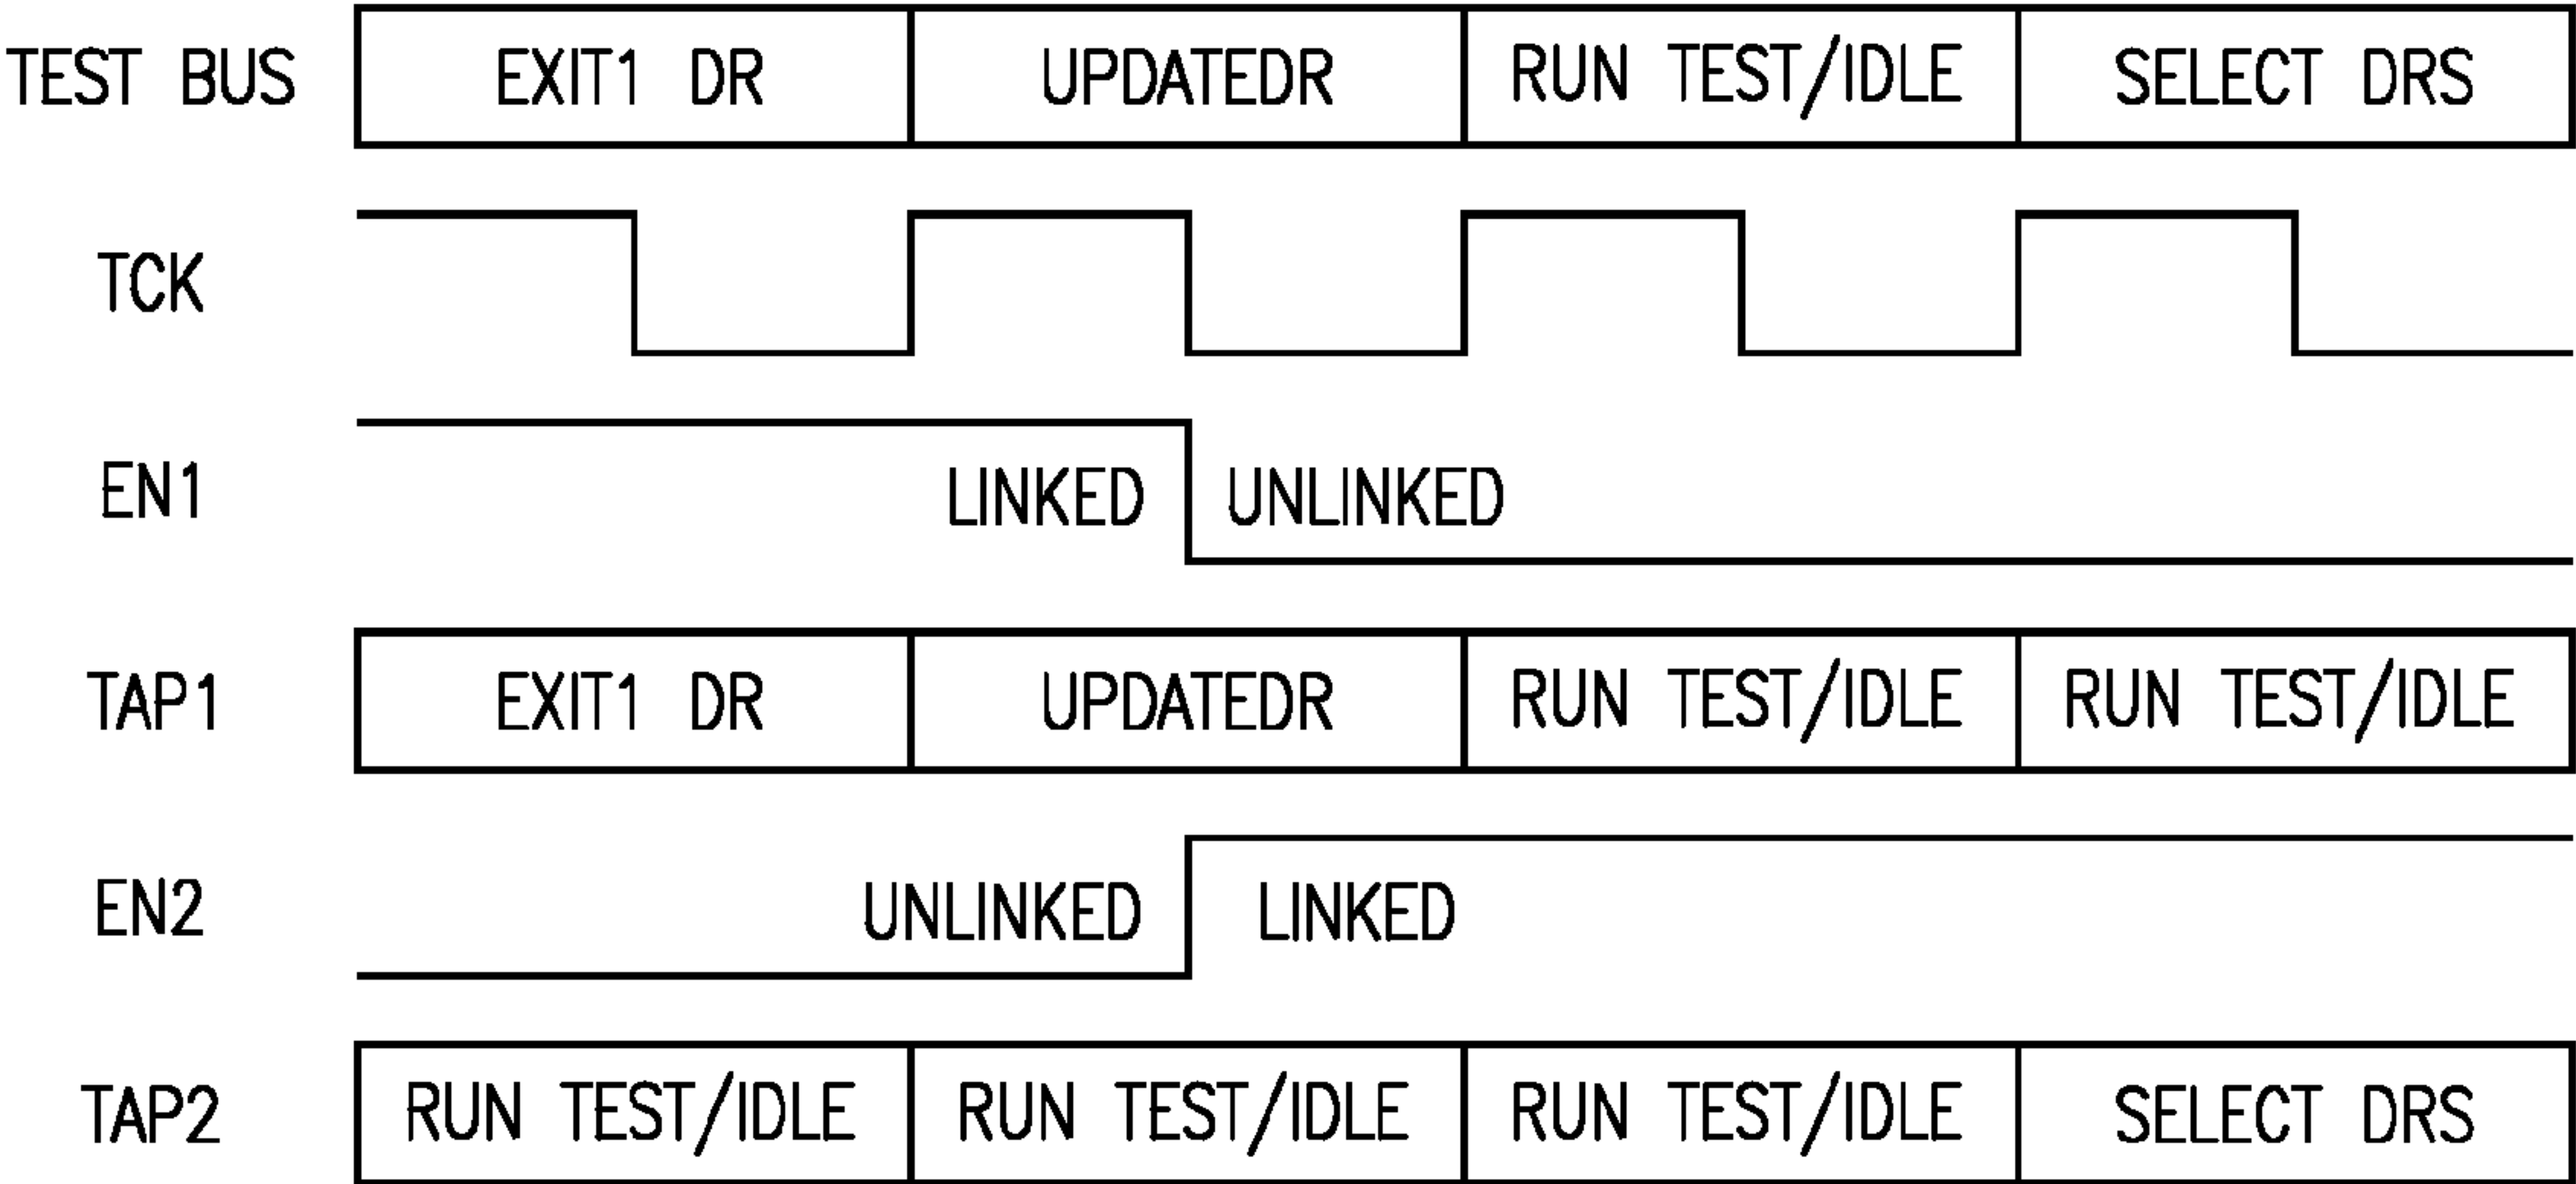 TEST BUS EXIT1 DR UPDATEDR RUN TEST/IDLE SELECT DRS
TCK
EN1 LINKED UNLINKED
TAP1 EXIT1 DR UPDATEDR RUN TEST/IDLE RUN TEST/IDLE
EN2 UNLINKED LINKED
TAP2 RUN TEST/IDLE RUN TEST/IDLE RUN TEST/IDLE SELECT DRS